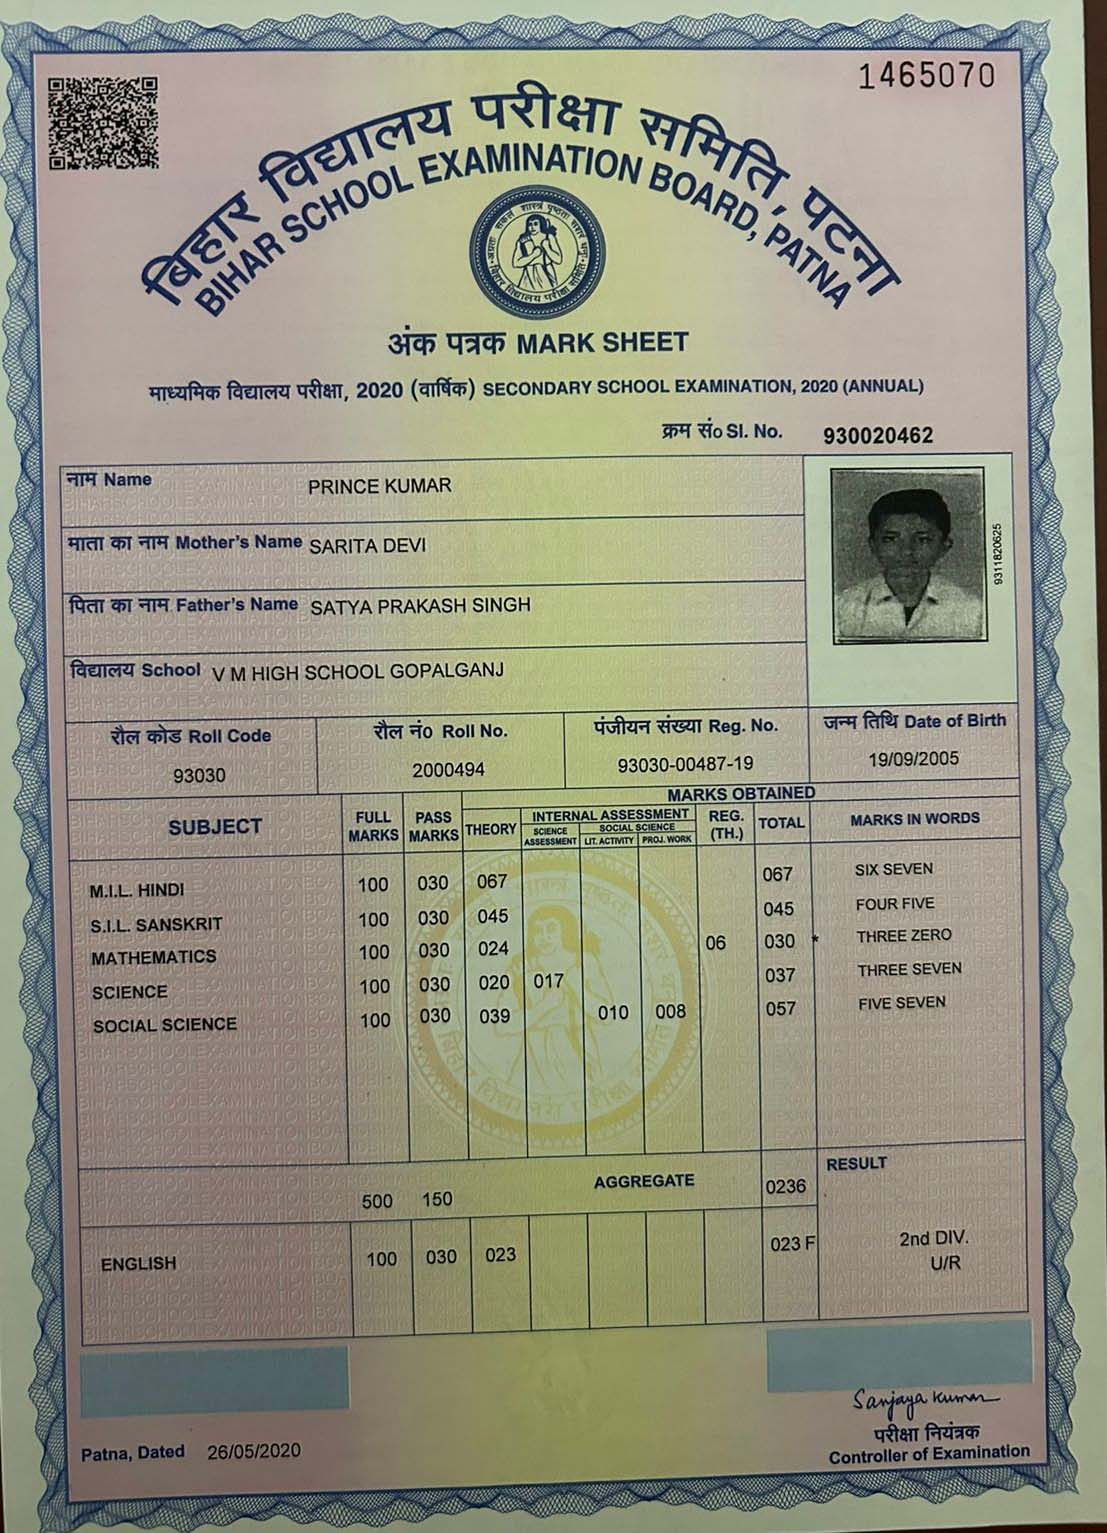 1465070
बिहार विद्यालय परीक्षा समिति, पटना
BIHAR SCHOOL EXAMINATION BOARD, PATNA
अंक पत्रक MARK SHEET
माध्यमिक विद्यालय परीक्षा, 2020 (वार्षिक) SECONDARY SCHOOL EXAMINATION, 2020 (ANNUAL)
क्रम सं० Sl. No. 930020462
नाम Name PRINCE KUMAR
माता का नाम Mother's Name SARITA DEVI
पिता का नाम Father's Name SATYA PRAKASH SINGH
विद्यालय School V M HIGH SCHOOL GOPALGANJ
9311820625
रौल कोड Roll Code रौल नं० Roll No. पंजीयन संख्या Reg. No. जन्म तिथि Date of Birth
93030 2000494 93030-00487-19 19/09/2005
MARKS OBTAINED
SUBJECT FULL MARKS PASS MARKS THEORY INTERNAL ASSESSMENT REG. (TH.) TOTAL MARKS IN WORDS
SCIENCE ASSESSMENT SOCIAL SCIENCE
LIT. ACTIVITY PROJ. WORK
M.I.L. HINDI 100 030 067 067 SIX SEVEN
S.I.L. SANSKRIT 100 030 045 045 FOUR FIVE
MATHEMATICS 100 030 024 06 030 * THREE ZERO
SCIENCE 100 030 020 017 037 THREE SEVEN
SOCIAL SCIENCE 100 030 039 010 008 057 FIVE SEVEN
500 150 AGGREGATE 0236 RESULT
ENGLISH 100 030 023 023 F 2nd DIV.
U/R
Sanjaya Kumar
परीक्षा नियंत्रक
Patna, Dated 26/05/2020 Controller of Examination